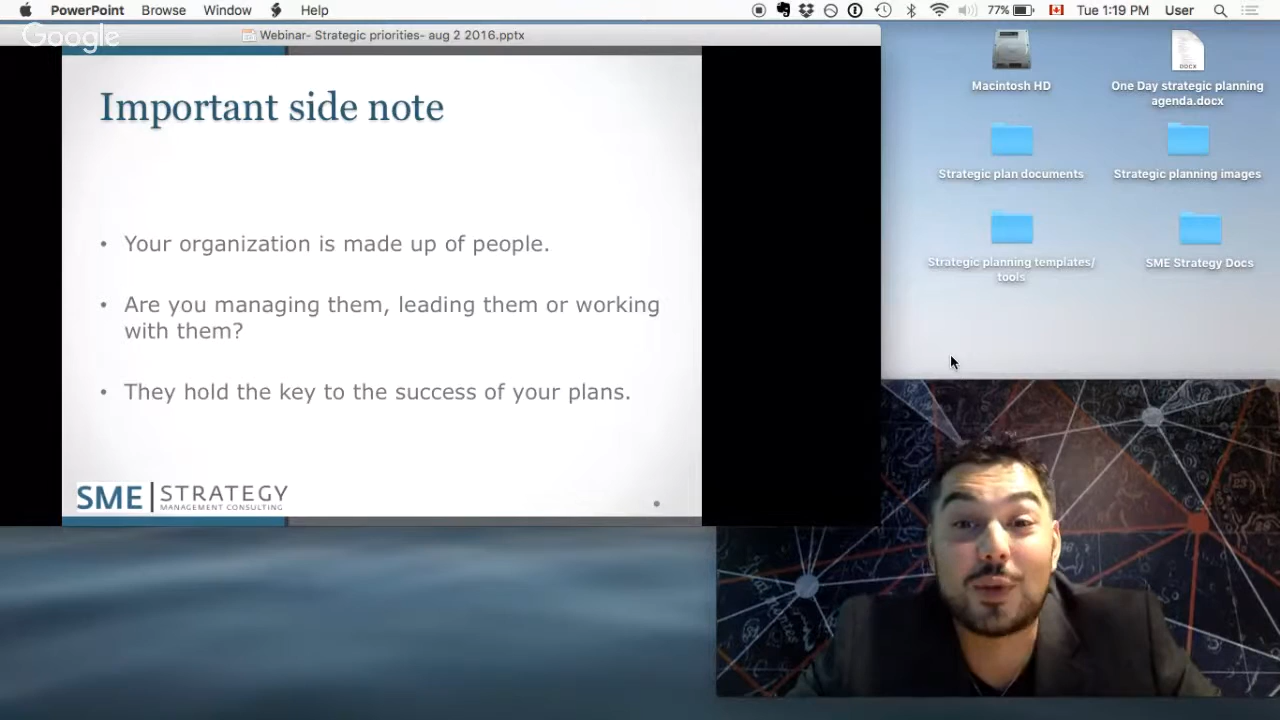 PowerPoint Browse Window Help
77% Tue 1:19 PM User
Google
Webinar- Strategic priorities- aug 2 2016.pptx
Important side note
• Your organization is made up of people.
• Are you managing them, leading them or working
with them?
• They hold the key to the success of your plans.
SME STRATEGY
MANAGEMENT CONSULTING
Macintosh HD
DOCX
One Day strategic planning
agenda.docx
Strategic plan documents
Strategic planning images
Strategic planning templates/
tools
SME Strategy Docs